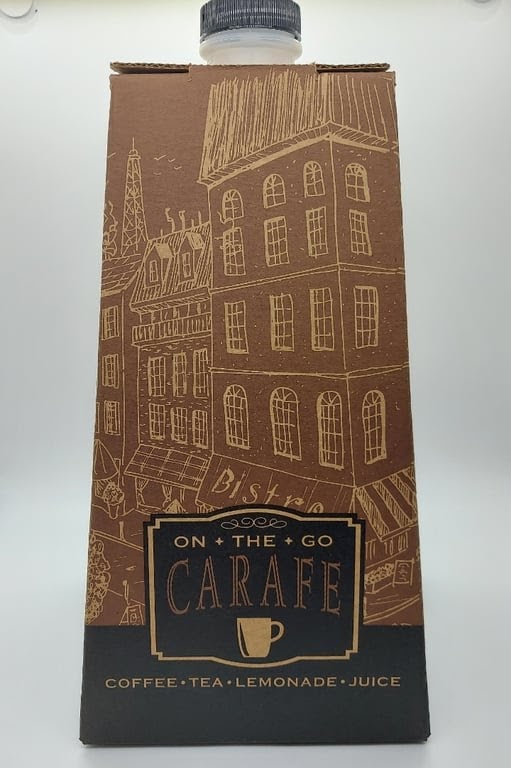 Bistro
ON + THE + GO
CARAFE
COFFEE • TEA • LEMONADE • JUICE